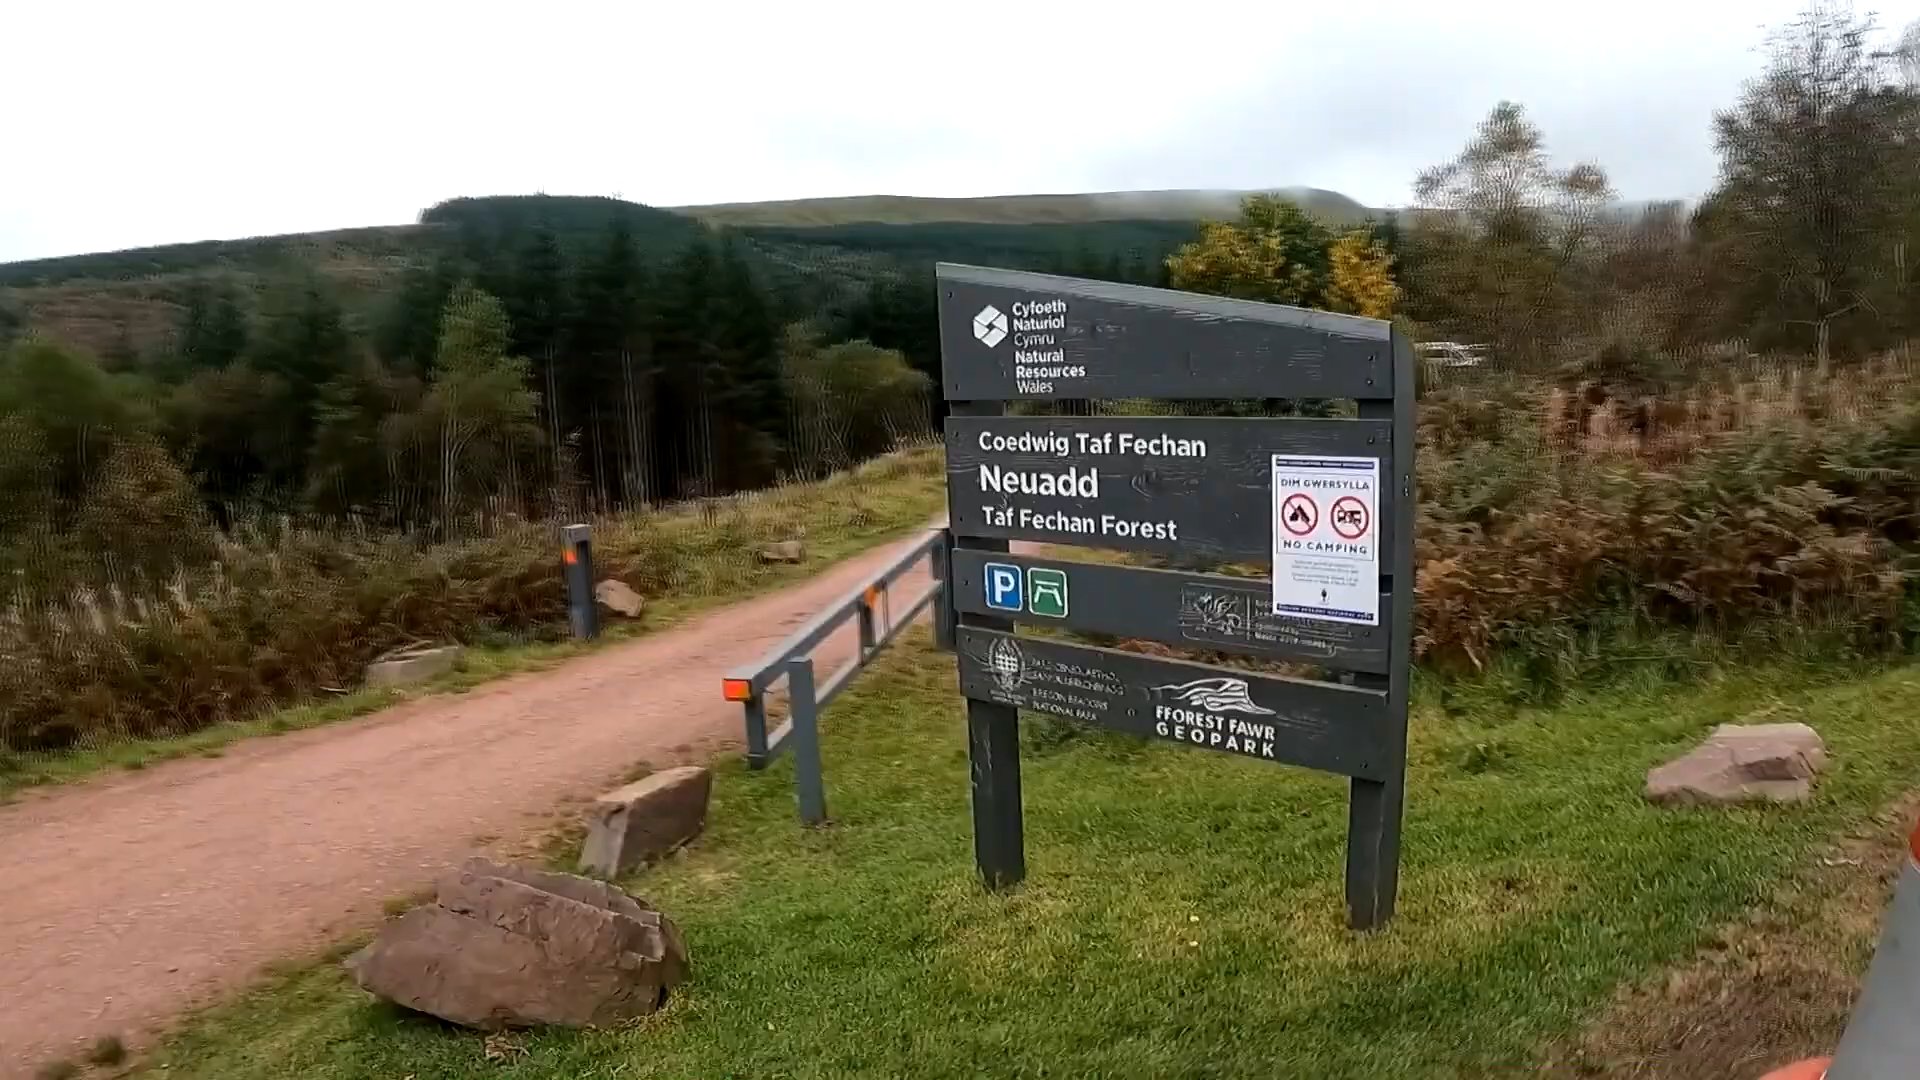 Cyfoeth
Naturiol
Cymru
Natural
Resources
Wales
Coedwig Taf Fechan
Neuadd
Taf Fechan Forest
DIM GWERSYLLA
NO CAMPING
P
BRECON BEACONS
NATIONAL PARK
FFOREST FAWR
GEOPARK